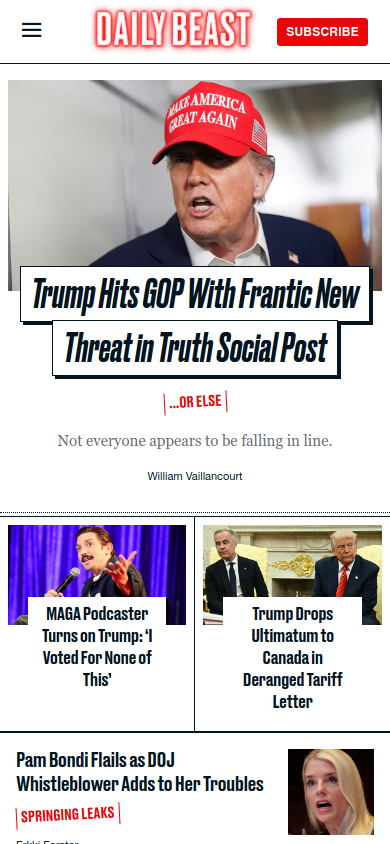 DAILY BEAST
SUBSCRIBE
MAKE AMERICA
GREAT AGAIN
Trump Hits GOP With Frantic New
Threat in Truth Social Post
...OR ELSE
Not everyone appears to be falling in line.
William Vaillancourt
MAGA Podcaster
Turns on Trump: ‘I
Voted For None of
This’
Trump Drops
Ultimatum to
Canada in
Deranged Tariff
Letter
Pam Bondi Flails as DOJ
Whistleblower Adds to Her Troubles
SPRINGING LEAKS